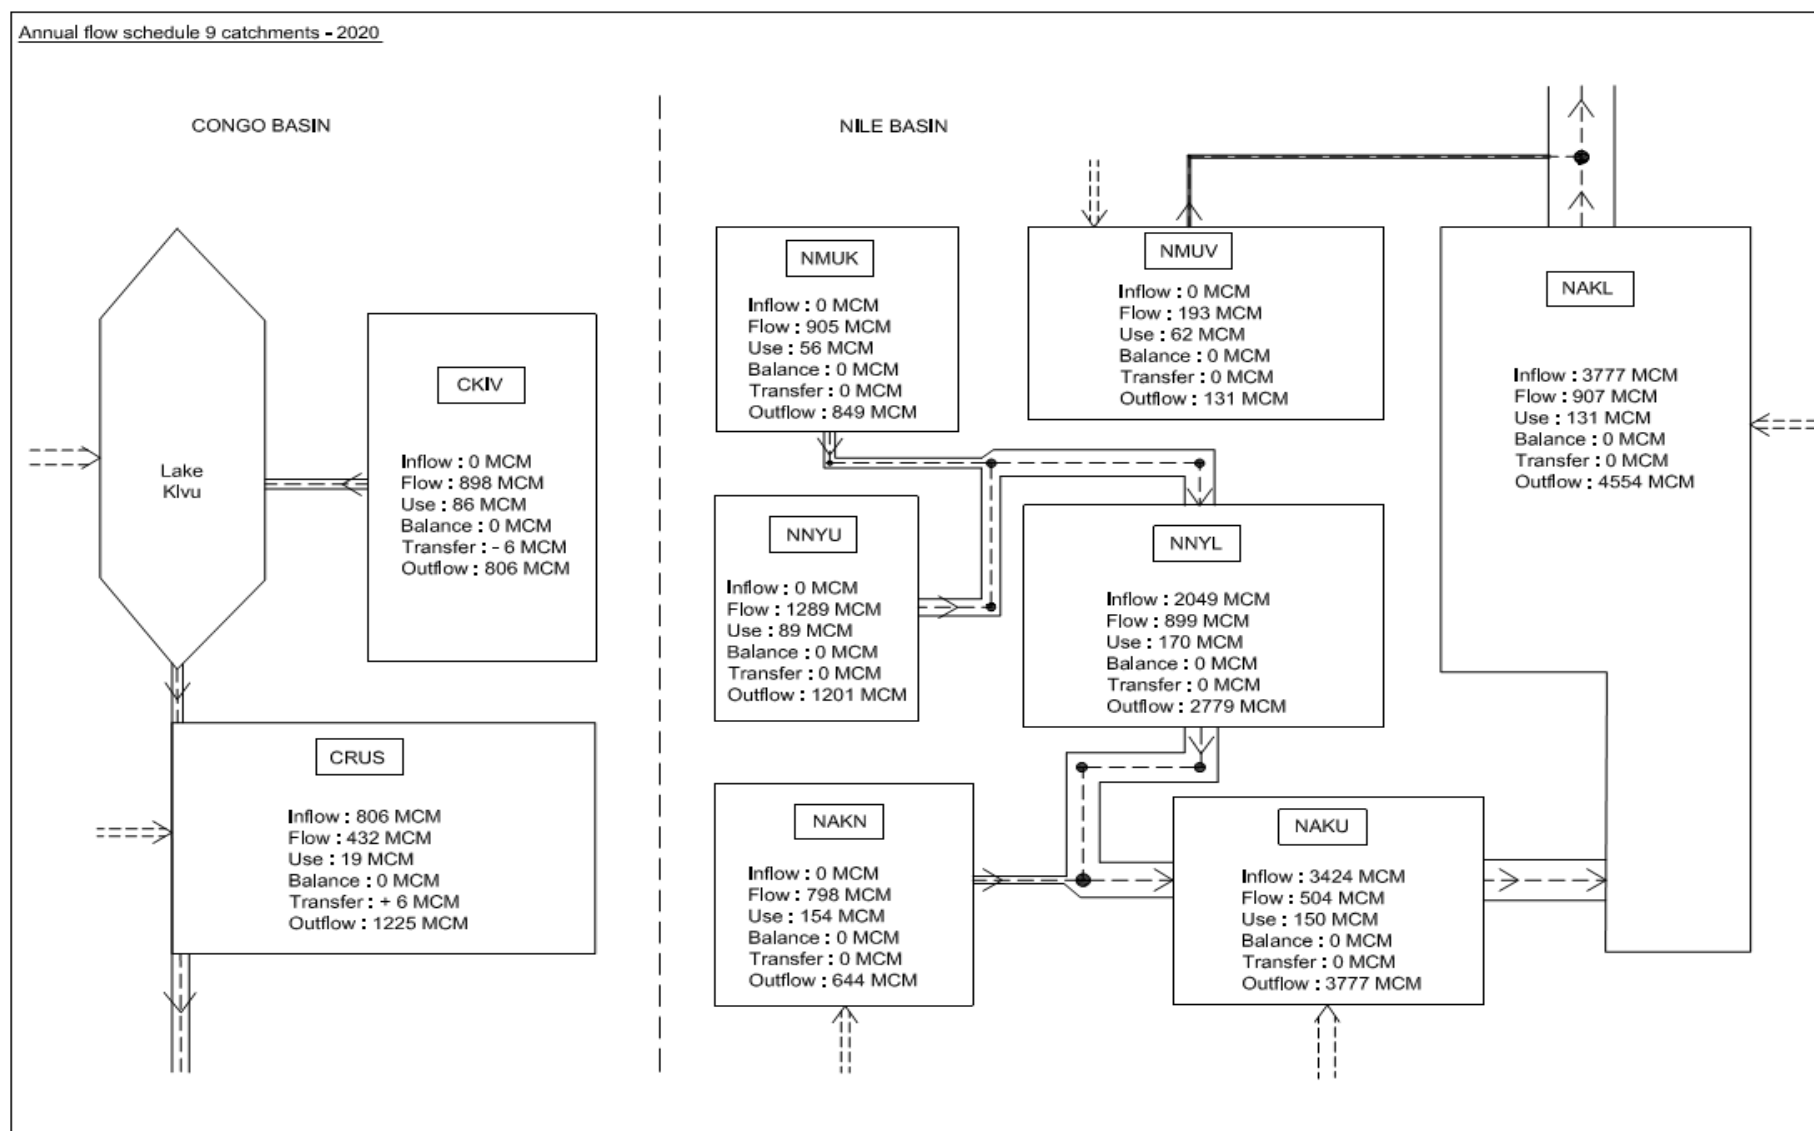 Annual flow schedule 9 catchments - 2020
CONGO BASIN
NILE BASIN
Lake
Kivu
CKIV
Inflow : 0 MCM
Flow : 898 MCM
Use : 86 MCM
Balance : 0 MCM
Transfer : - 6 MCM
Outflow : 806 MCM
CRUS
Inflow : 806 MCM
Flow : 432 MCM
Use : 19 MCM
Balance : 0 MCM
Transfer : + 6 MCM
Outflow : 1225 MCM
NMUK
Inflow : 0 MCM
Flow : 905 MCM
Use : 56 MCM
Balance : 0 MCM
Transfer : 0 MCM
Outflow : 849 MCM
NMUV
Inflow : 0 MCM
Flow : 193 MCM
Use : 62 MCM
Balance : 0 MCM
Transfer : 0 MCM
Outflow : 131 MCM
NAKL
Inflow : 3777 MCM
Flow : 907 MCM
Use : 131 MCM
Balance : 0 MCM
Transfer : 0 MCM
Outflow : 4554 MCM
NNYU
Inflow : 0 MCM
Flow : 1289 MCM
Use : 89 MCM
Balance : 0 MCM
Transfer : 0 MCM
Outflow : 1201 MCM
NNYL
Inflow : 2049 MCM
Flow : 899 MCM
Use : 170 MCM
Balance : 0 MCM
Transfer : 0 MCM
Outflow : 2779 MCM
NAKN
Inflow : 0 MCM
Flow : 798 MCM
Use : 154 MCM
Balance : 0 MCM
Transfer : 0 MCM
Outflow : 644 MCM
NAKU
Inflow : 3424 MCM
Flow : 504 MCM
Use : 150 MCM
Balance : 0 MCM
Transfer : 0 MCM
Outflow : 3777 MCM